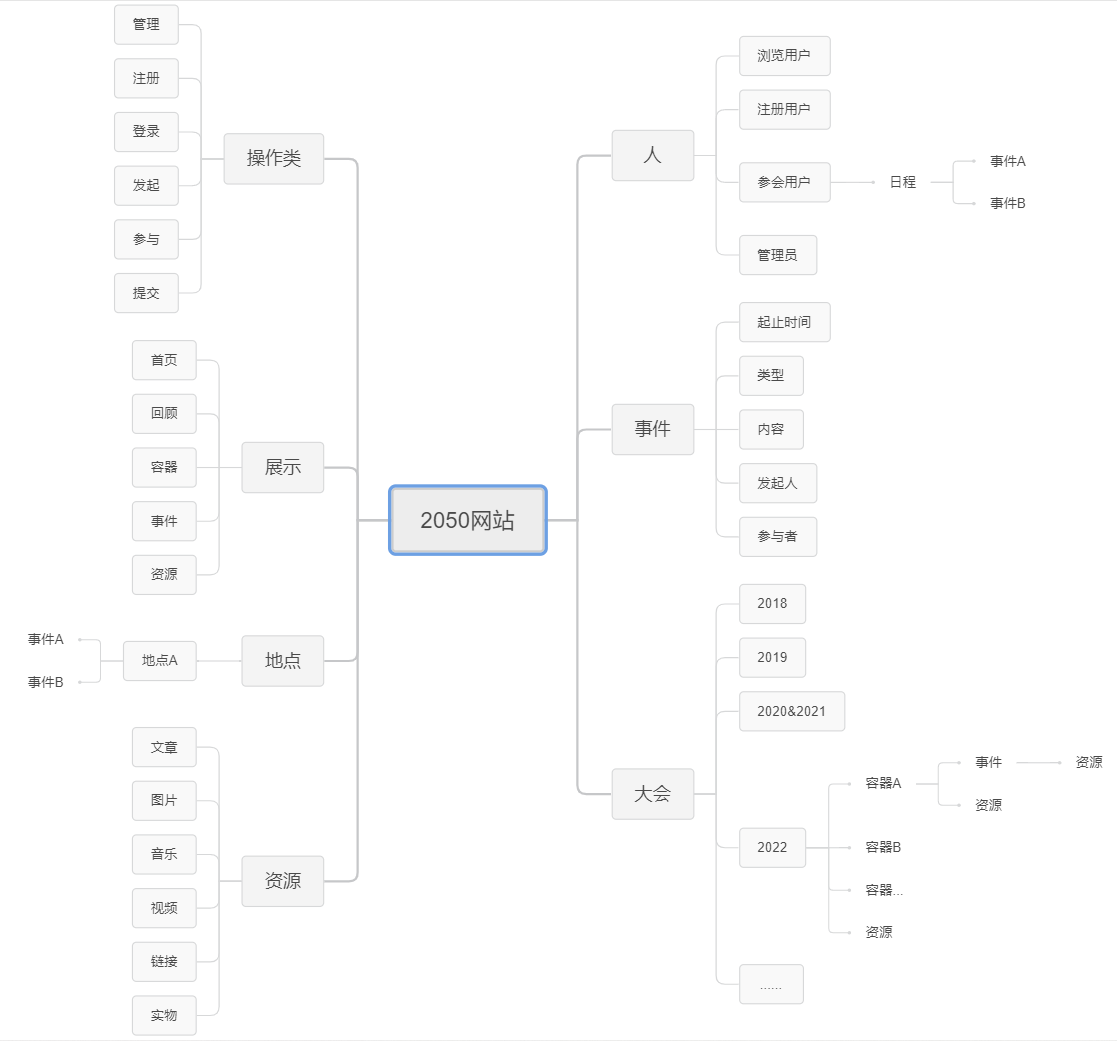 2050网站
人
浏览用户
注册用户
参会用户
日程
事件A
事件B
管理员
事件
起止时间
类型
内容
发起人
参与者
大会
2018
2019
2020&2021
2022
容器A
事件
资源
资源
容器B
容器...
资源
......
操作类
管理
注册
登录
发起
参与
提交
展示
首页
回顾
容器
事件
资源
地点
地点A
事件A
事件B
资源
文章
图片
音乐
视频
链接
实物